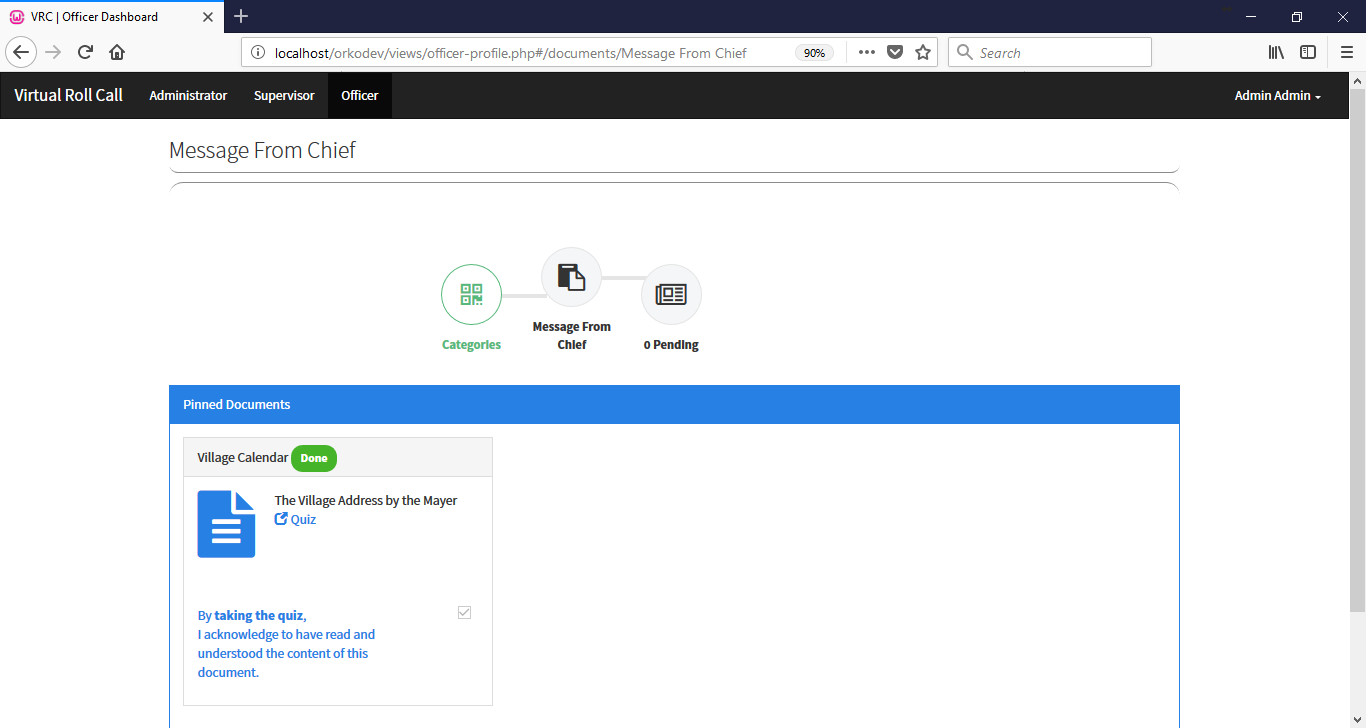 VRC | Officer Dashboard
localhost/orkodev/views/officer-profile.php#/documents/Message From Chief
90%
Search
Virtual Roll Call
Administrator
Supervisor
Officer
Admin Admin
Message From Chief
Categories
Message From
Chief
0 Pending
Pinned Documents
Village Calendar Done
The Village Address by the Mayer
Quiz
By taking the quiz,
I acknowledge to have read and
understood the content of this
document.